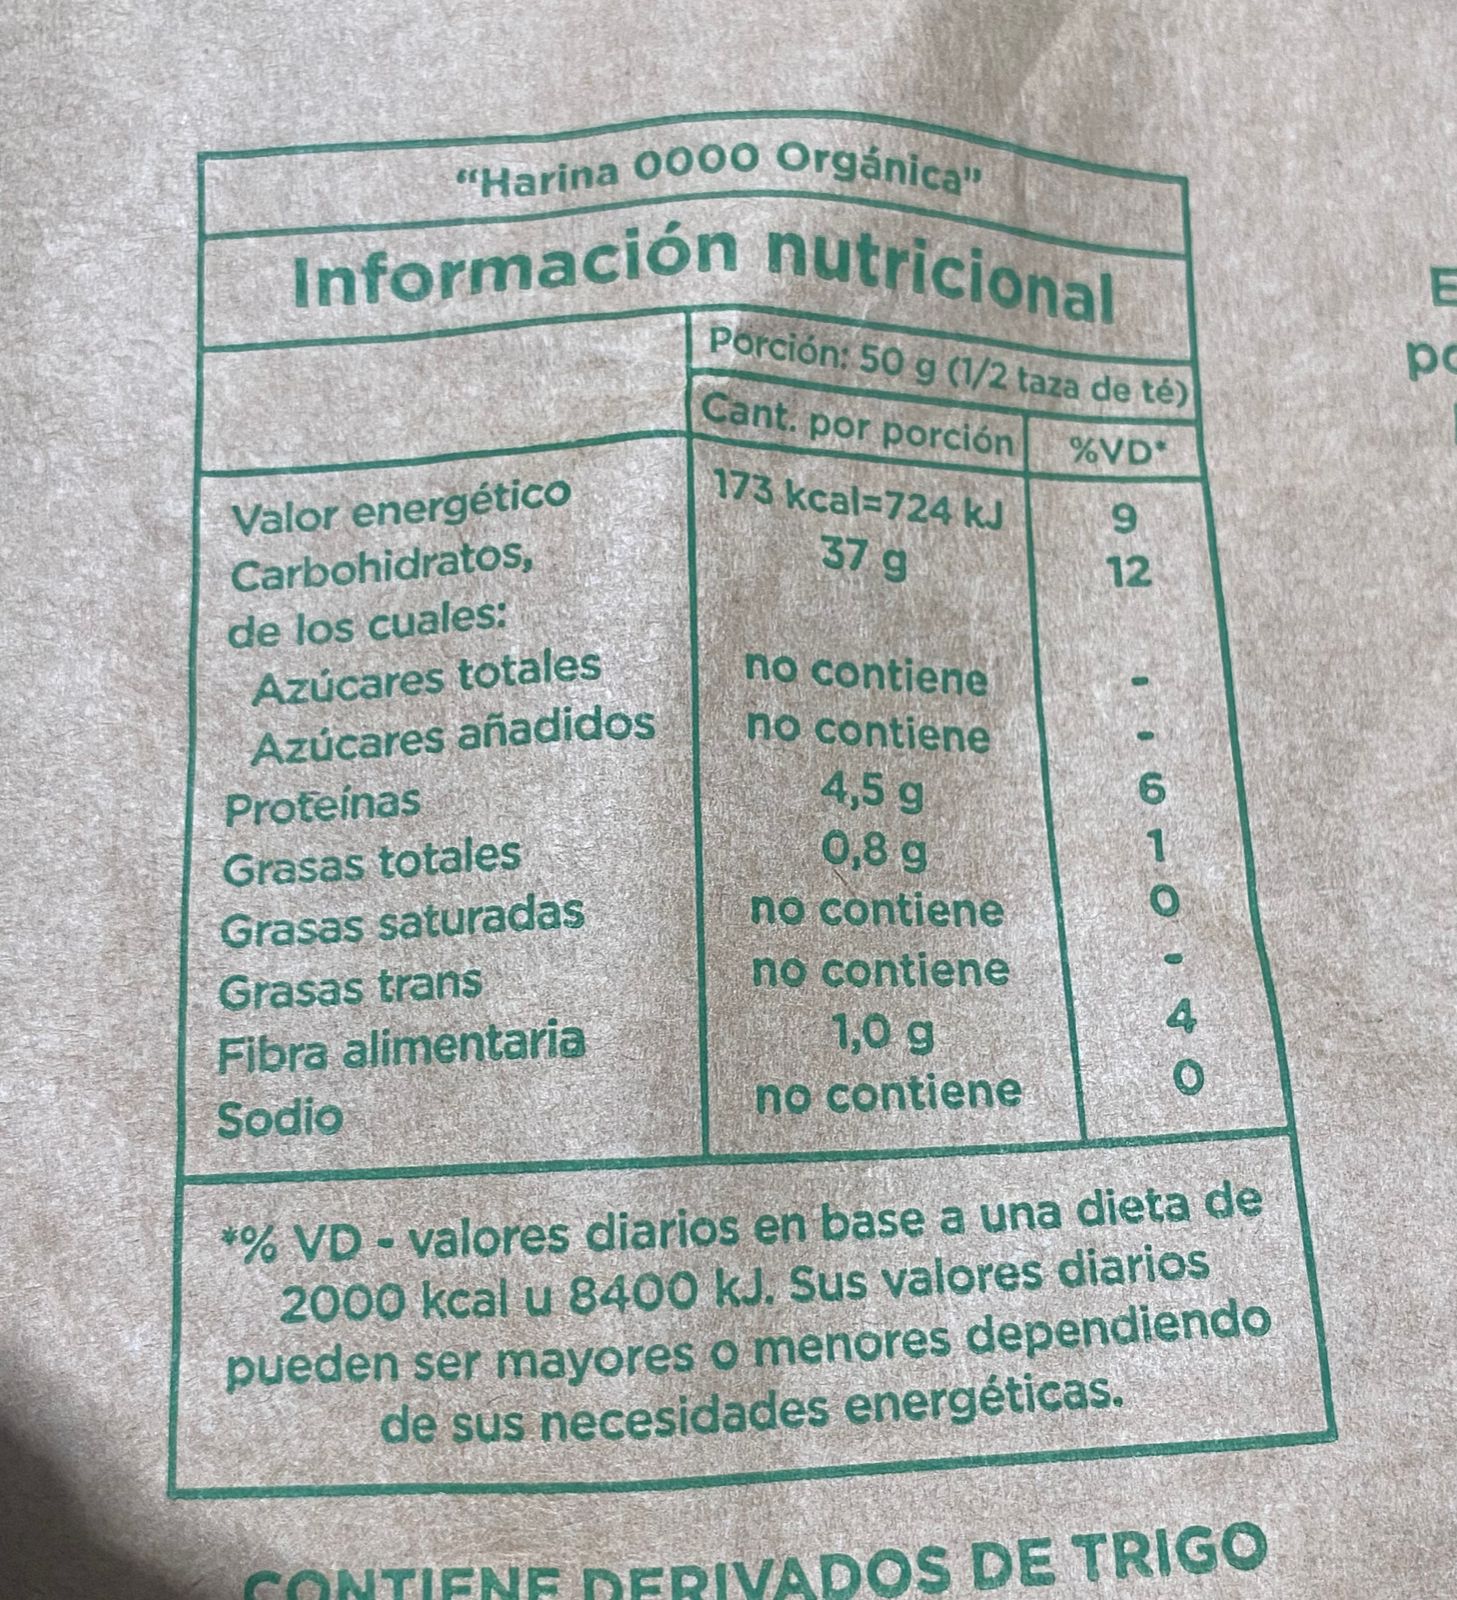 “Harina 0000 Orgánica”
Información nutricional
Porción: 50 g (1/2 taza de té)
Cant. por porción %VD*
Valor energético 173 kcal=724 kJ 9
Carbohidratos, 37 g 12
de los cuales:
Azúcares totales no contiene -
Azúcares añadidos no contiene -
Proteínas 4,5 g 6
Grasas totales 0,8 g 1
Grasas saturadas no contiene 0
Grasas trans no contiene -
Fibra alimentaria 1,0 g 4
Sodio no contiene 0
*% VD - valores diarios en base a una dieta de
2000 kcal u 8400 kJ. Sus valores diarios
pueden ser mayores o menores dependiendo
de sus necesidades energéticas.
CONTIENE DERIVADOS DE TRIGO